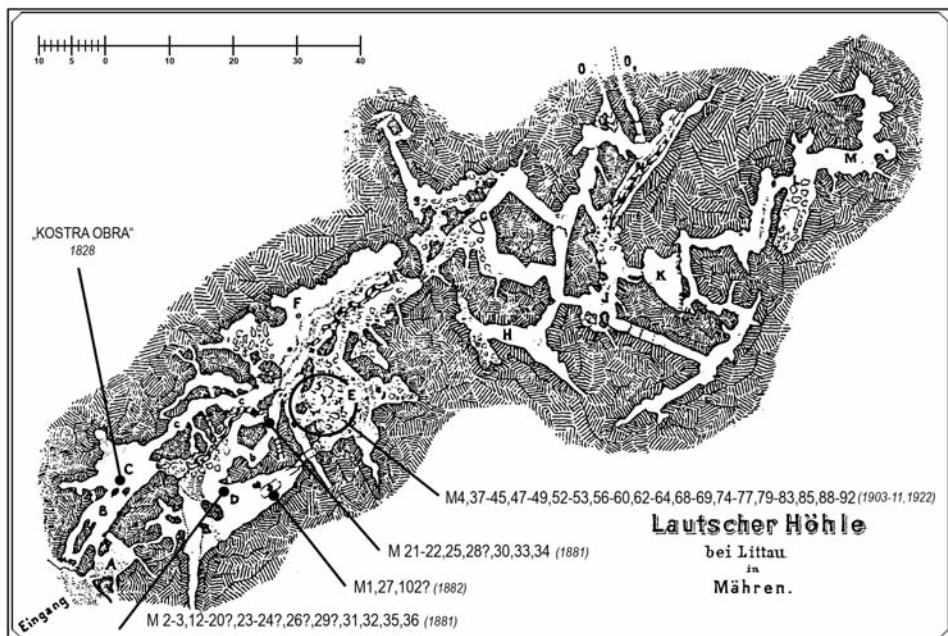 10 5 0 10 20 30 40
O O,
N
M
L
„KOSTRA OBRA“
1828
G
K
F
J
H
E
C
c
b
D
B
A
M4,37-45,47-49,52-53,56-60,62-64,68-69,74-77,79-83,85,88-92 (1903-11,1922)
Lautscher Höhle
bei Littau
in
Mähren.
M 21-22,25,28?,30,33,34 (1881)
M1,27,102? (1882)
Eingang
M 2-3,12-20?,23-24?,26?,29?,31,32,35,36 (1881)